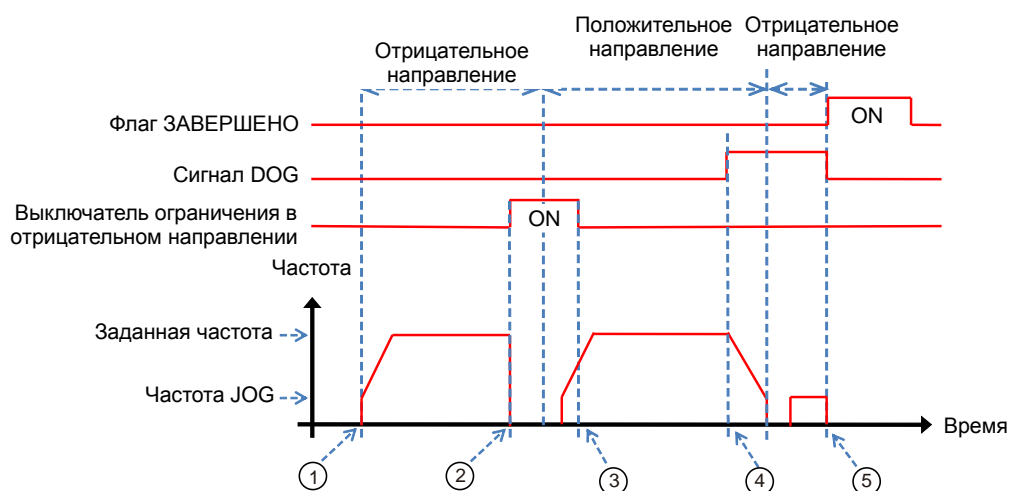 Отрицательное
направление
Положительное
направление
Отрицательное
направление
Флаг ЗАВЕРШЕНО
ON
Сигнал DOG
Выключатель ограничения в
отрицательном направлении
ON
Частота
Заданная частота
Частота JOG
Время
1
2
3
4
5